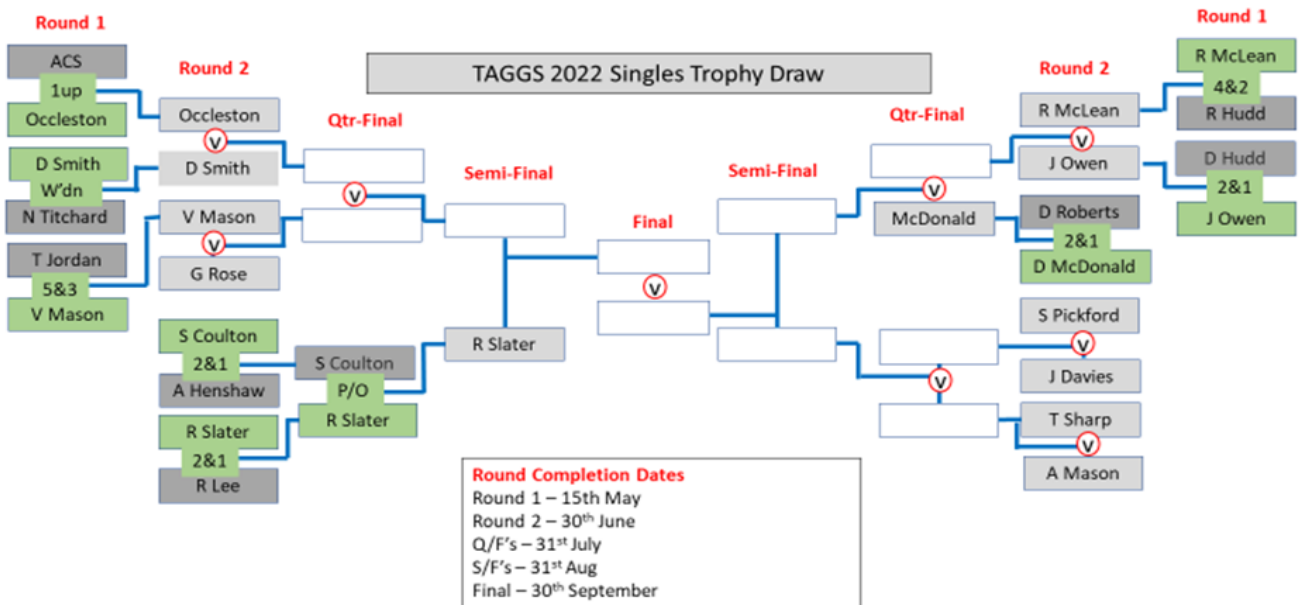 TAGGS 2022 Singles Trophy Draw
Round 1
ACS
1up
Occleston
D Smith
W'dn
N Titchard
T Jordan
5&3
V Mason
Round 2
Occleston
v
D Smith
V Mason
v
G Rose
S Coulton
2&1
A Henshaw
R Slater
2&1
R Lee
Qtr-Final
v
S Coulton
P/O
R Slater
Semi-Final
R Slater
Final
v
Semi-Final
Qtr-Final
v
McDonald
v
Round 2
R McLean
v
J Owen
D Roberts
2&1
D McDonald
S Pickford
v
J Davies
T Sharp
v
A Mason
Round 1
R McLean
4&2
R Hudd
D Hudd
2&1
J Owen
Round Completion Dates
Round 1 – 15th May
Round 2 – 30th June
Q/F's – 31st July
S/F's – 31st Aug
Final – 30th September